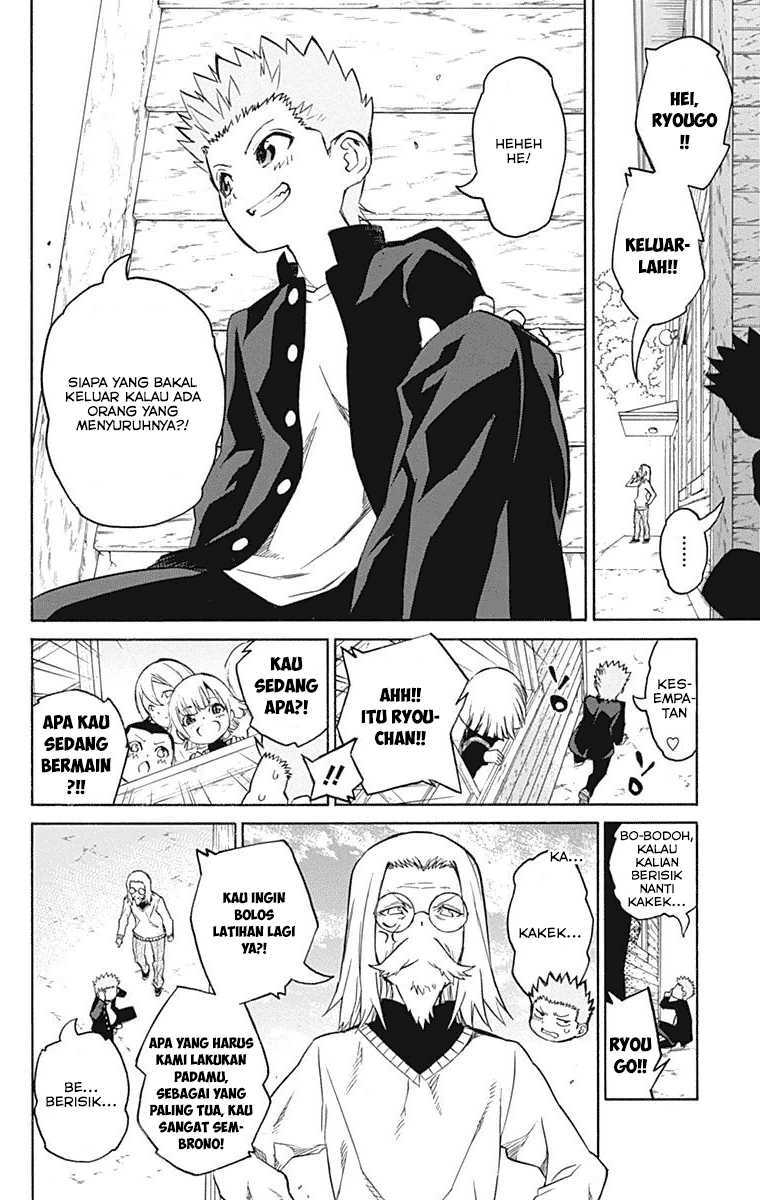 HEI,
RYOUGO
!!
KELUAR-
LAH!!
......
HEHEH
HE!
SIAPA YANG BAKAL
KELUAR KALAU ADA
ORANG YANG
MENYURUHNYA?!
KES-
EMPA-
TAN
♡
AHH!!
ITU RYOU-
CHAN!!
KAU
SEDANG
APA?!
APA KAU
SEDANG
BERMAIN
?!!
!!
BO-BODOH,
KALAU
KALIAN
BERISIK
NANTI
KAKEK...
RYOU
GO!!
KA...
KAKEK...
KAU INGIN
BOLOS
LATIHAN LAGI
YA?!
APA YANG HARUS
KAMI LAKUKAN
PADAMU,
SEBAGAI YANG
PALING TUA, KAU
SANGAT SEM-
BRONO!
BE...
BERISIK...